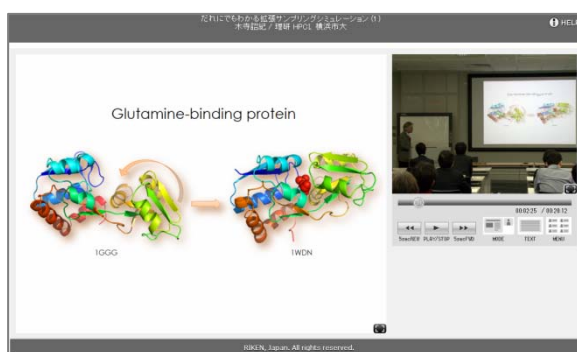 だれにでもわかる拡張サンプリングシミュレーション (1)
木寺詔紀 / 理研 HPCI, 横浜市大
HELP
Glutamine-binding protein
1GGG
1WDN
00:02:25 / 00:28:12
5secREW PLAY/STOP 5secFWD MODE TEXT MENU
RIKEN, Japan. All rights reserved.